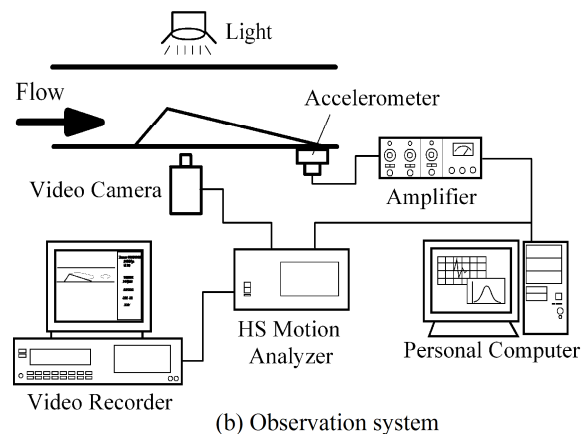 Light
Flow
Accelerometer
Video Camera
Amplifier
HS Motion
Analyzer
Personal Computer
Video Recorder
(b) Observation system